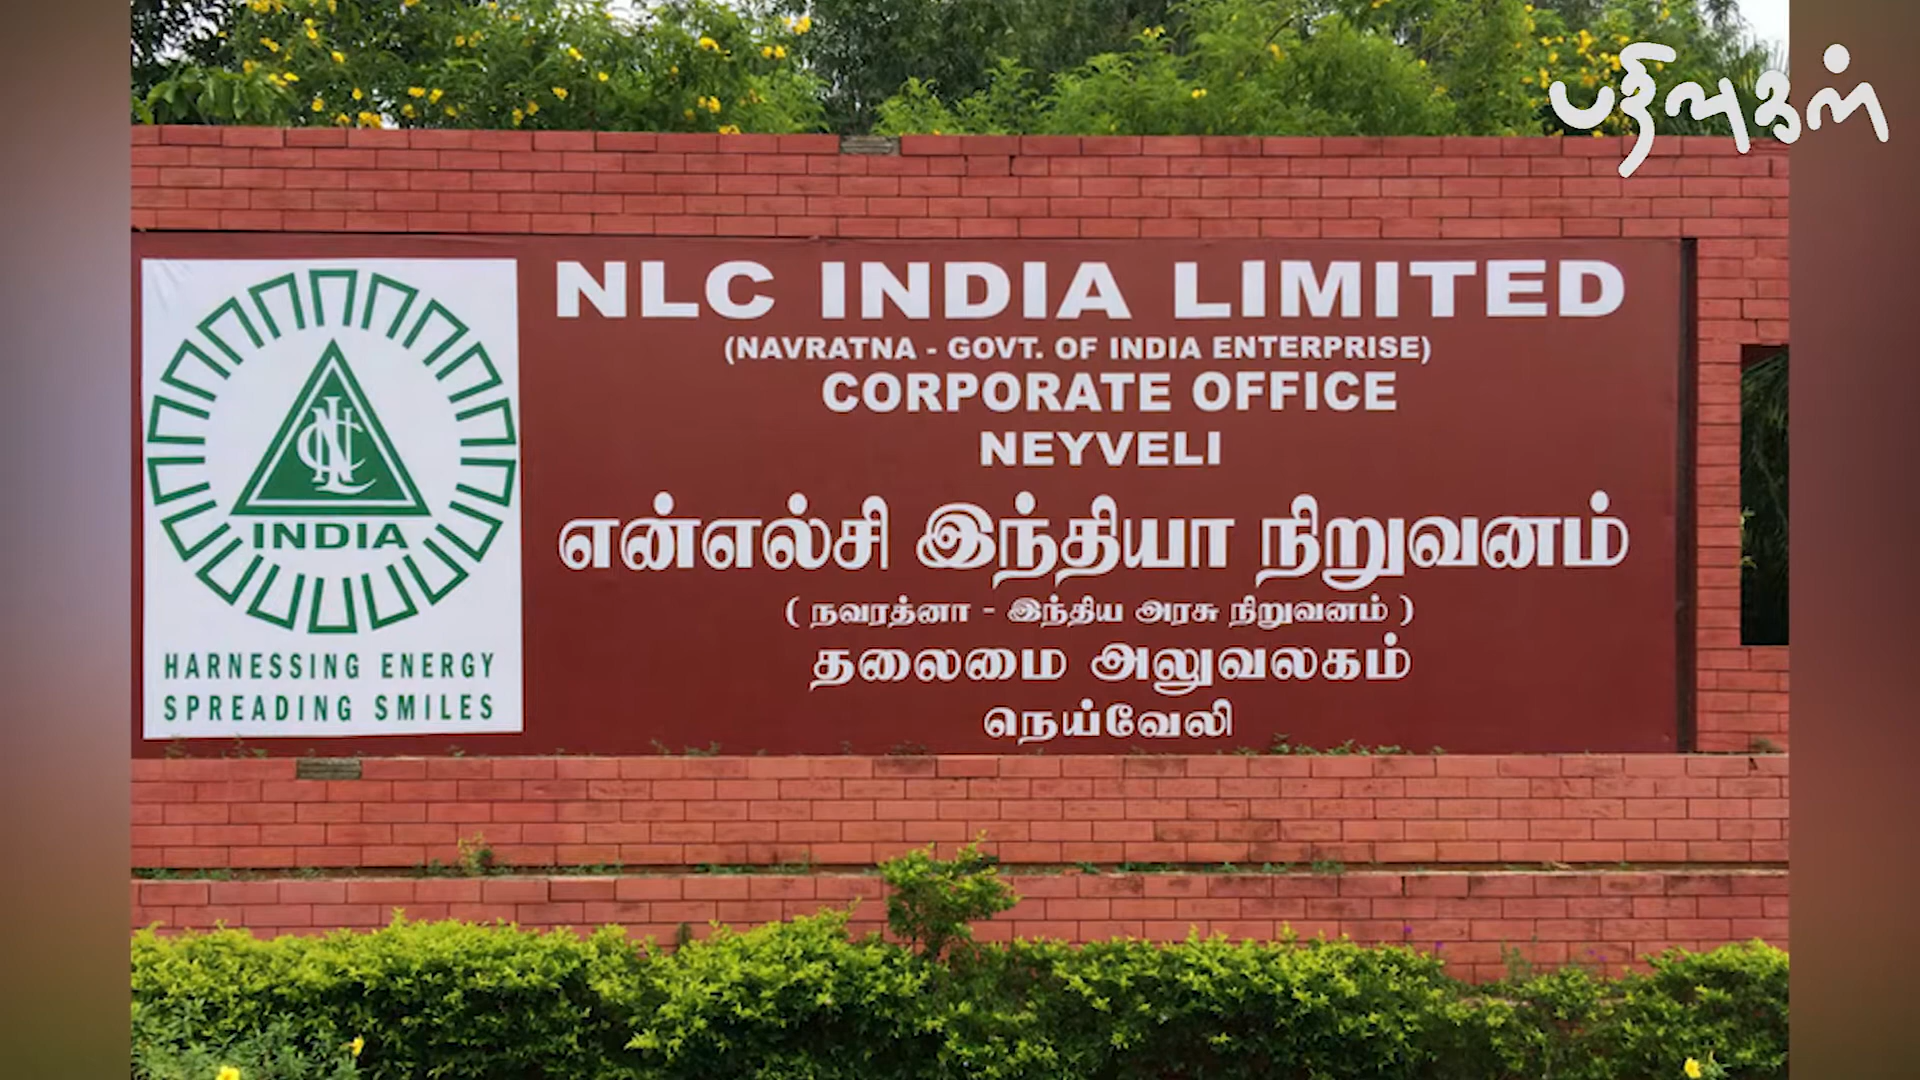 பதிவுகள்
NLC INDIA LIMITED
(NAVRATNA - GOVT. OF INDIA ENTERPRISE)
CORPORATE OFFICE
NEYVELI
என்எல்சி இந்தியா நிறுவனம்
( நவரத்னா - இந்திய அரசு நிறுவனம் )
தலைமை அலுவலகம்
நெய்வேலி
NLC
INDIA
HARNESSING ENERGY
SPREADING SMILES